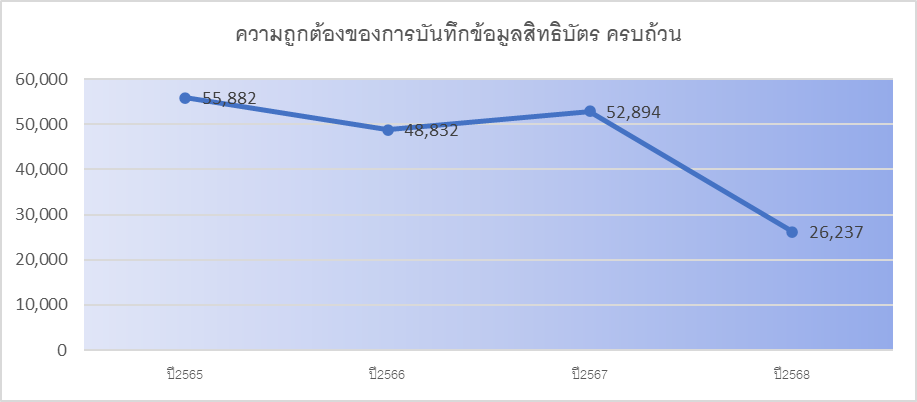 ความถูกต้องของการบันทึกข้อมูลสิทธิบัตร ครบถ้วน
60,000
50,000
40,000
30,000
20,000
10,000
0
55,882
48,832
52,894
26,237
ปี2565
ปี2566
ปี2567
ปี2568